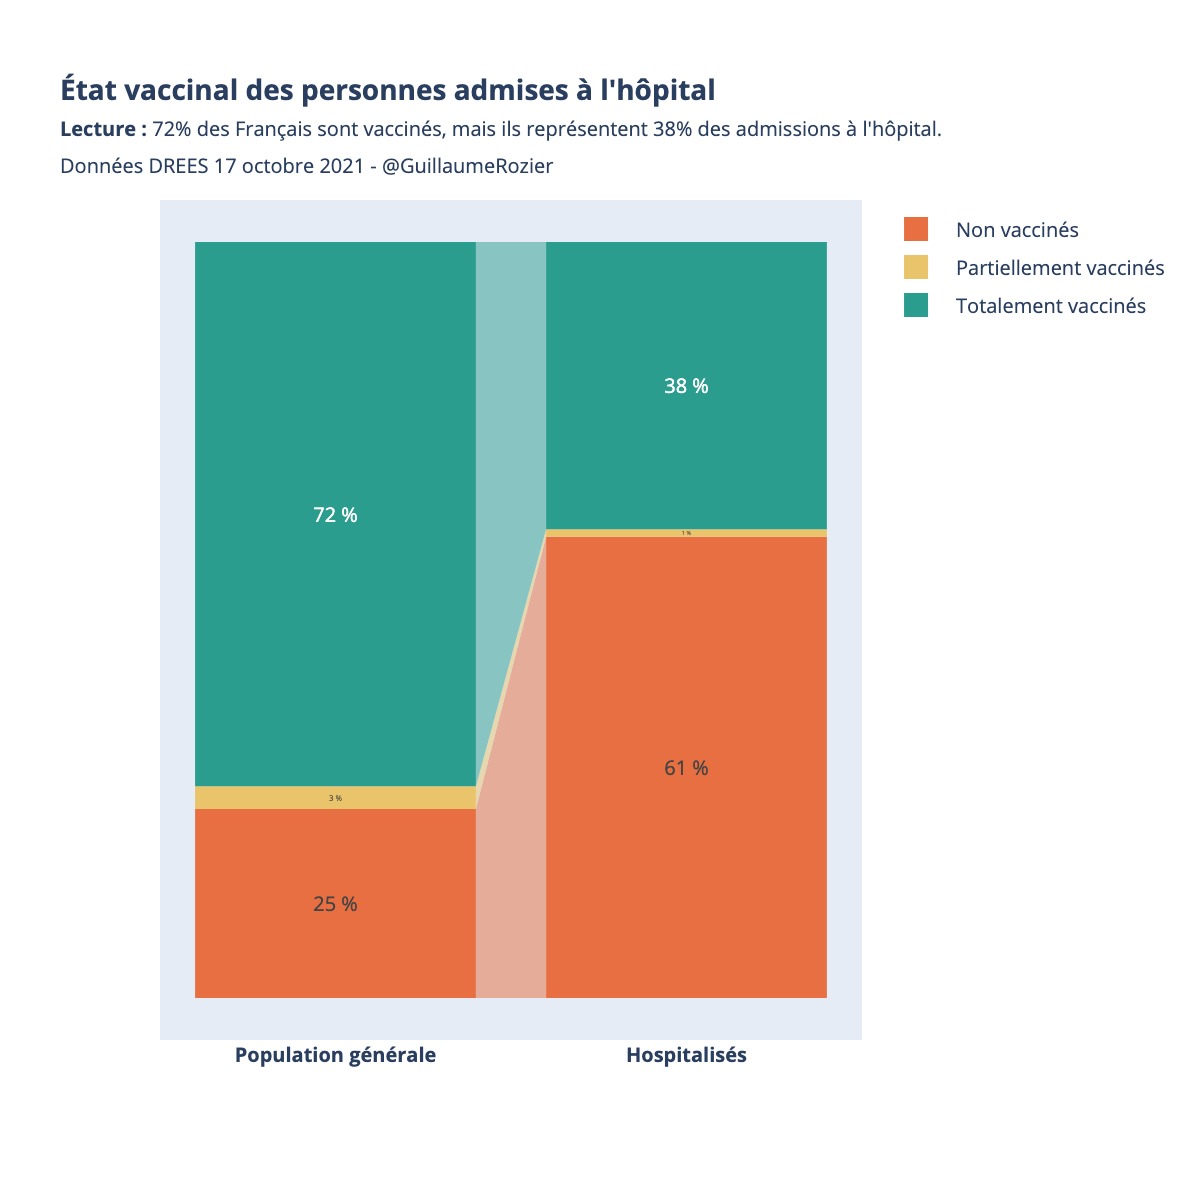 État vaccinal des personnes admises à l'hôpital
Lecture : 72% des Français sont vaccinés, mais ils représentent 38% des admissions à l'hôpital.
Données DREES 17 octobre 2021 - @GuillaumeRozier
Non vaccinés
Partiellement vaccinés
Totalement vaccinés
38 %
72 %
1 %
61 %
3 %
25 %
Population générale
Hospitalisés